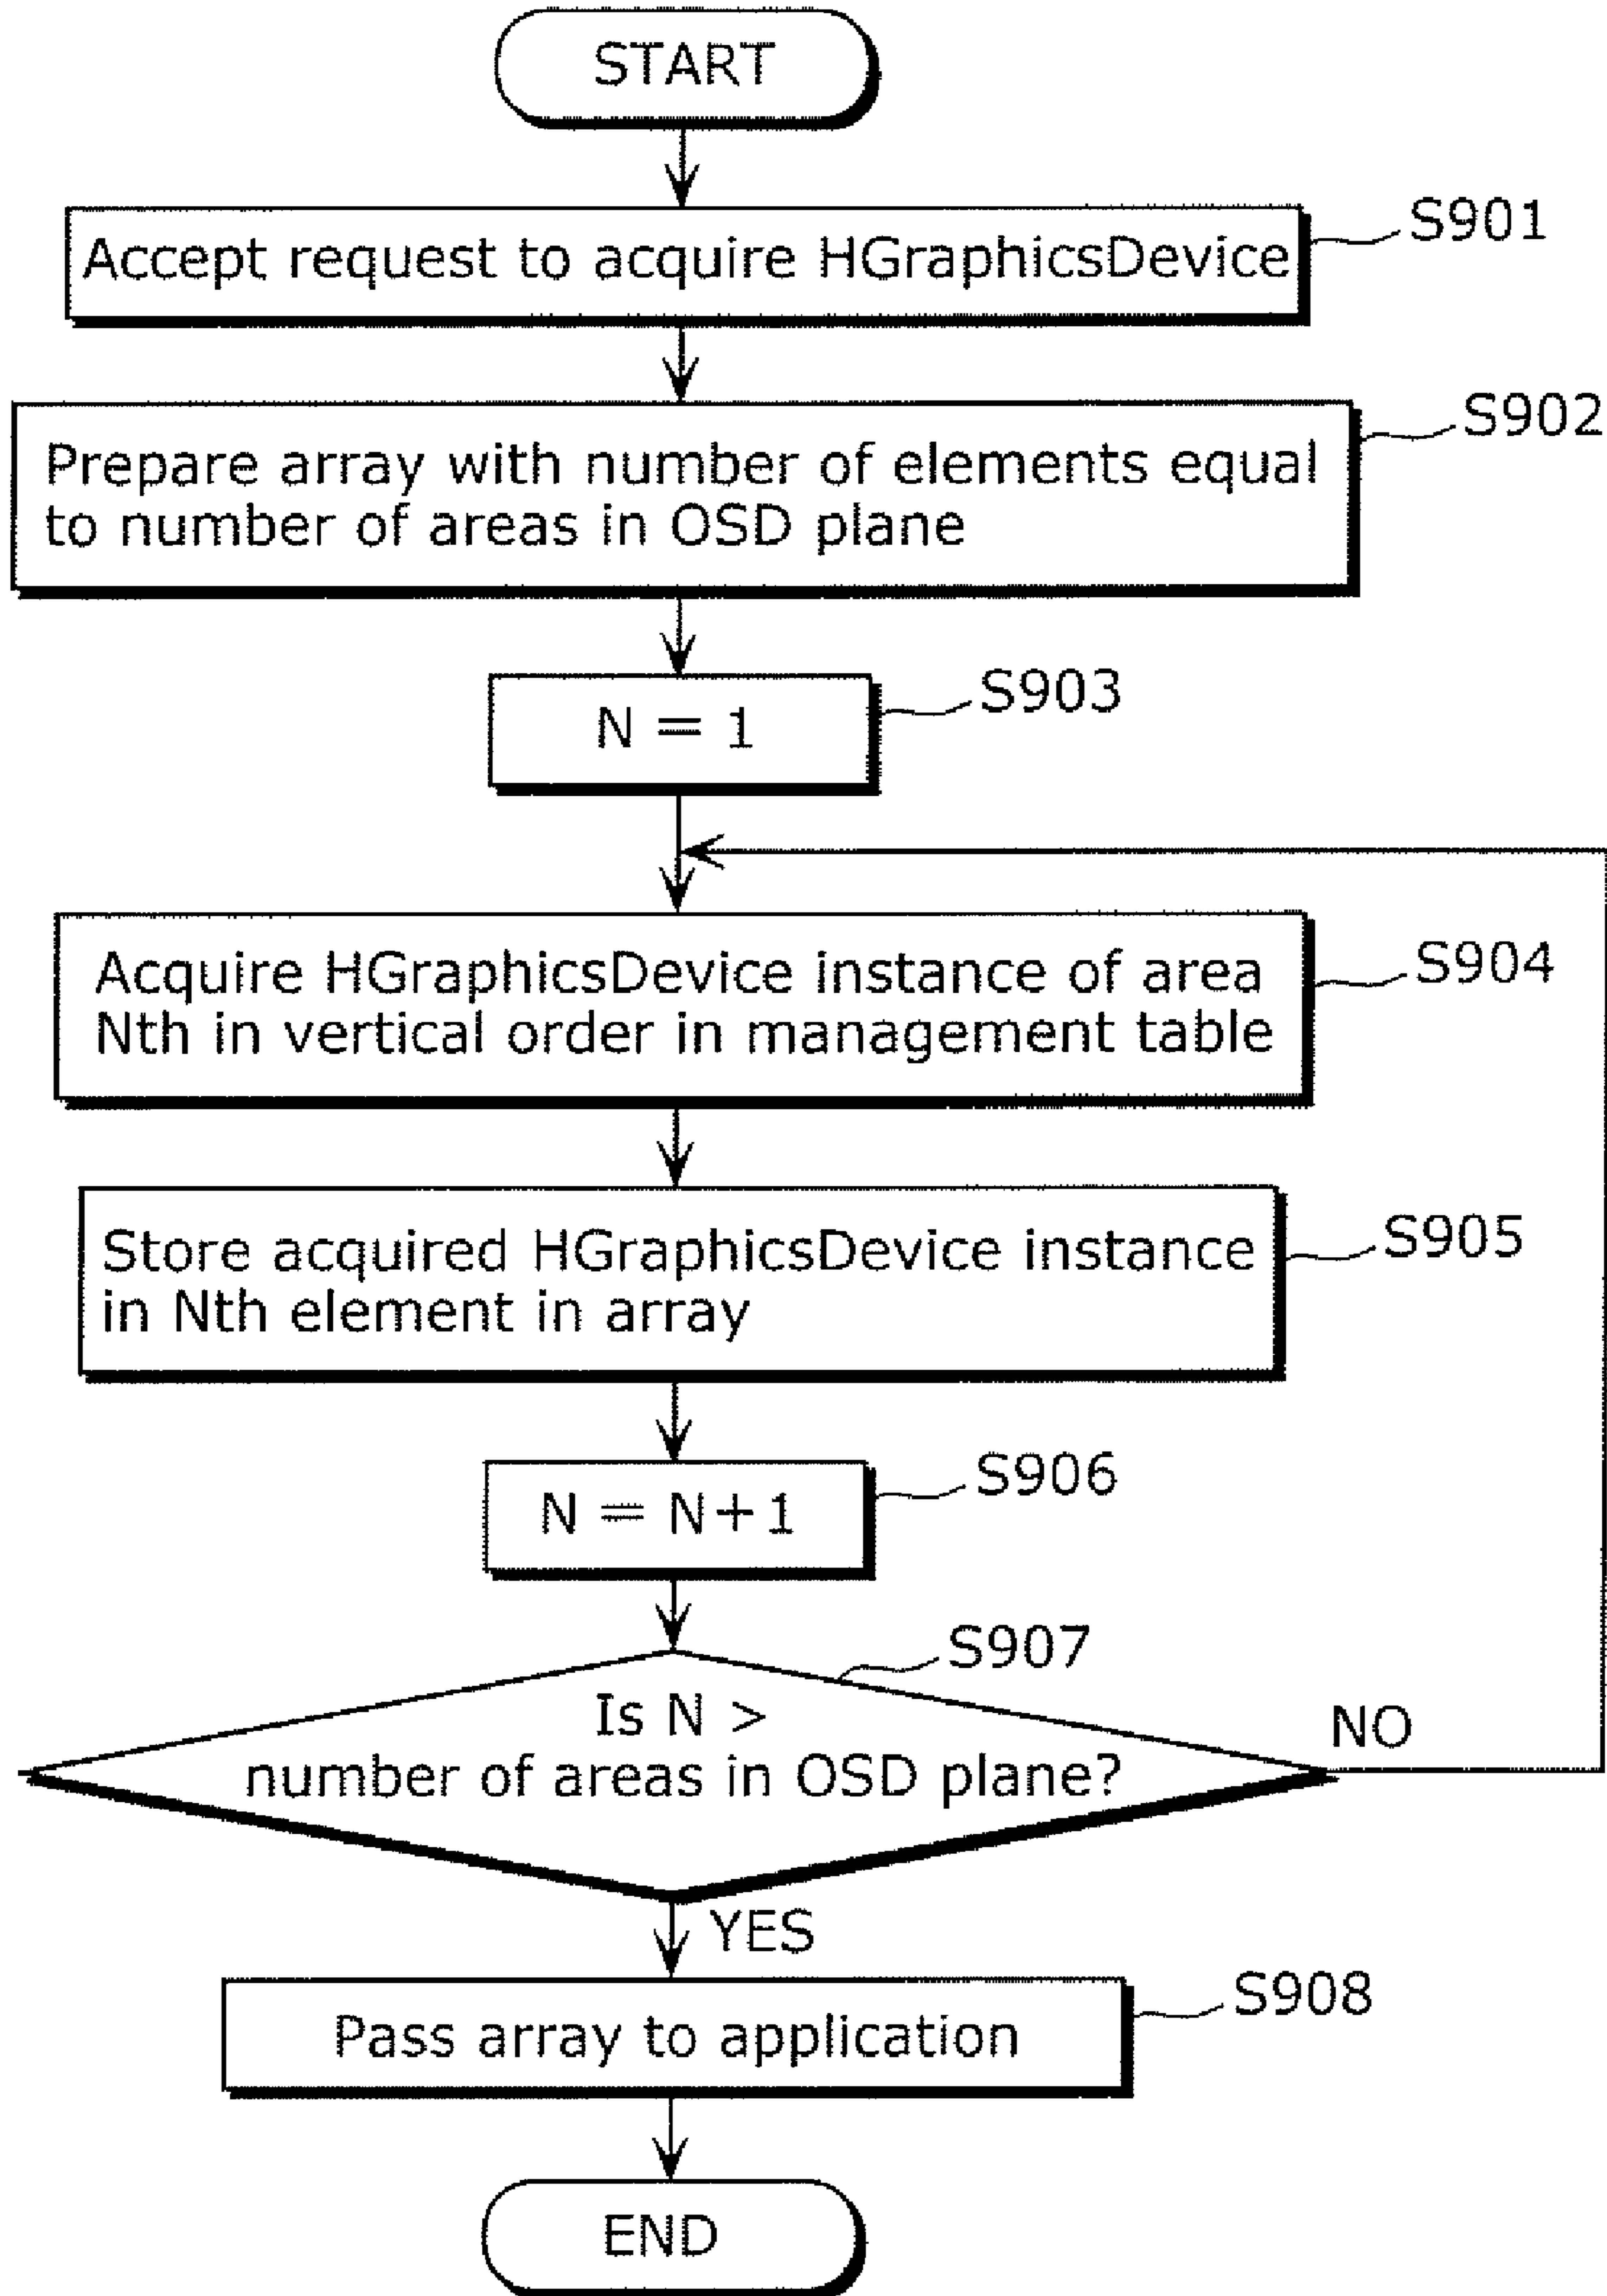 START
S901
Accept request to acquire HGraphicsDevice
S902
Prepare array with number of elements equal
to number of areas in OSD plane
S903
N = 1
S904
Acquire HGraphicsDevice instance of area
Nth in vertical order in management table
S905
Store acquired HGraphicsDevice instance
in Nth element in array
S906
N = N+1
S907
Is N >
number of areas in OSD plane?
NO
YES
S908
Pass array to application
END